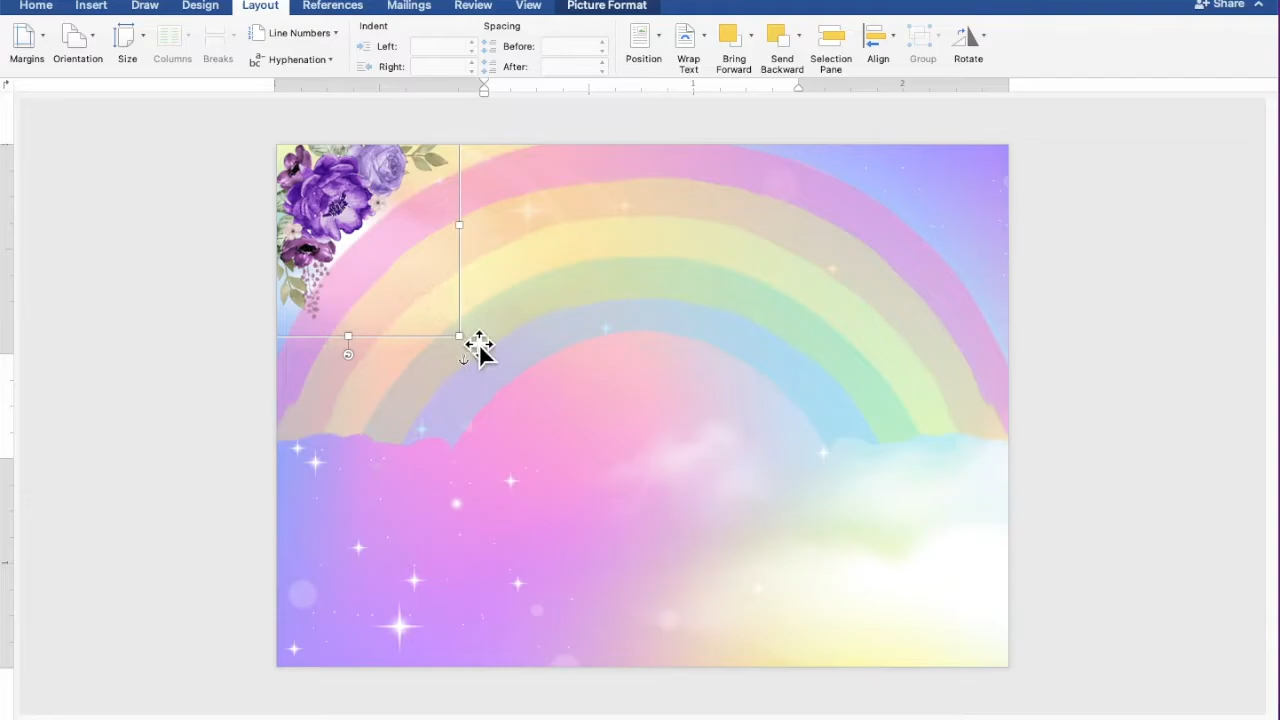 Home Insert Draw Design Layout References Mailings Review View Picture Format Share
Margins Orientation Size Columns Breaks Line Numbers Hyphenation
Indent Spacing
Left: Before:
Right: After:
Position Wrap Text Bring Forward Send Backward Selection Pane Align Group Rotate
1 2